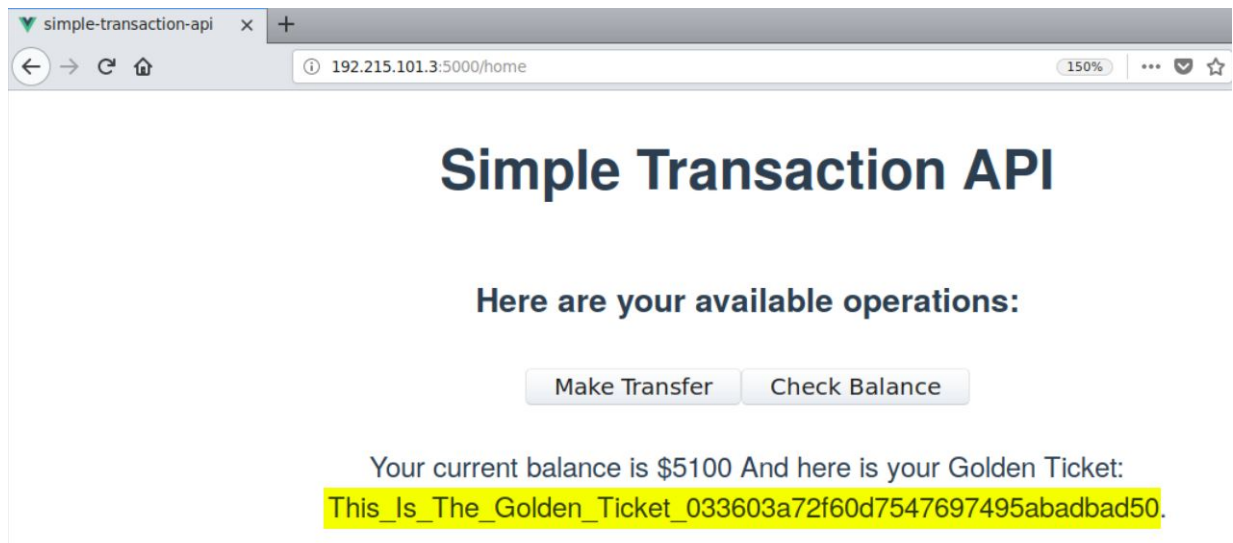 simple-transaction-api
192.215.101.3:5000/home
150%
Simple Transaction API
Here are your available operations:
Make Transfer
Check Balance
Your current balance is $5100 And here is your Golden Ticket:
This_Is_The_Golden_Ticket_033603a72f60d7547697495abadbad50.